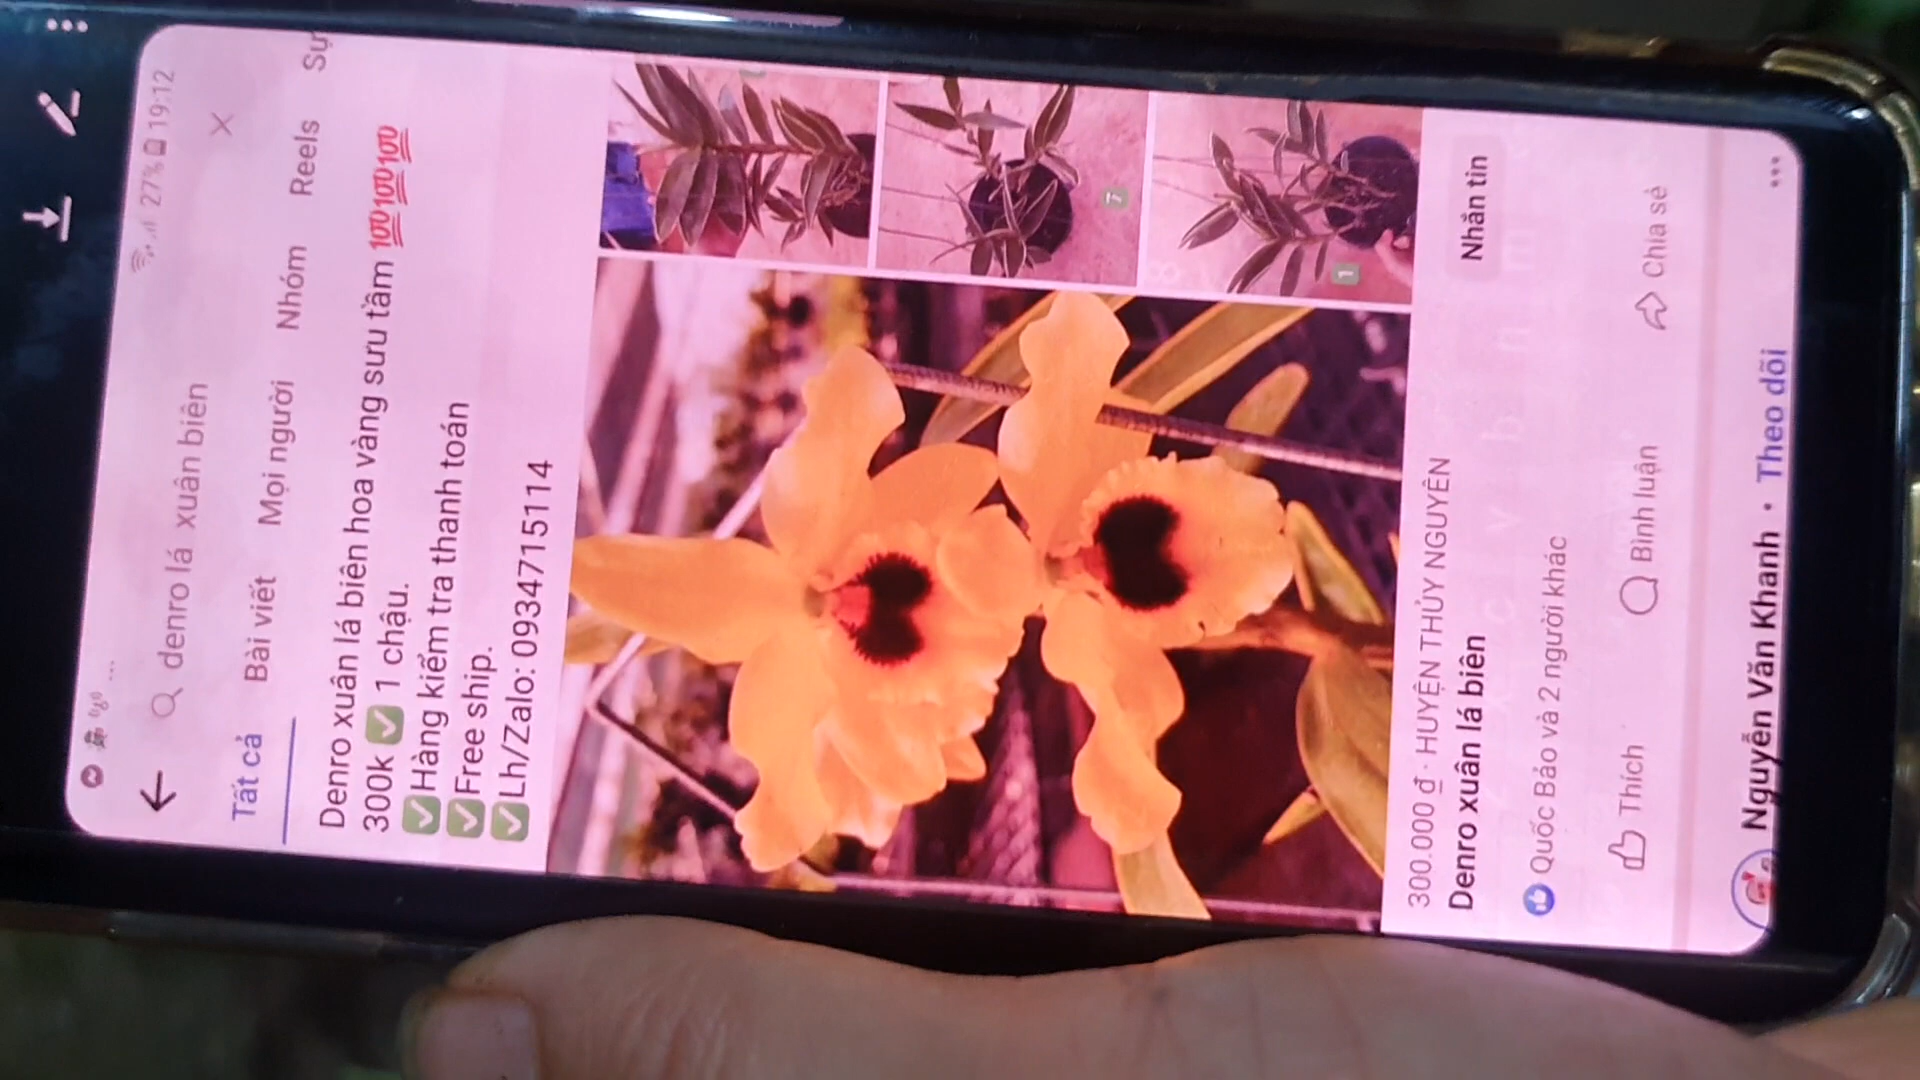 27% 19:12
denro lá xuân biên
Tất cả Bài viết Mọi người Nhóm Reels Sự
Denro xuân lá biên hoa vàng sưu tầm 💯💯💯
300k ✅ 1 chậu.
✅Hàng kiểm tra thanh toán
✅Free ship.
✅Lh/Zalo: 0934715114
7
1
300.000 ₫ · HUYỆN THỦY NGUYÊN
Denro xuân lá biên
Nhắn tin
Quốc Bảo và 2 người khác
Thích Bình luận Chia sẻ
Nguyễn Văn Khanh · Theo dõi